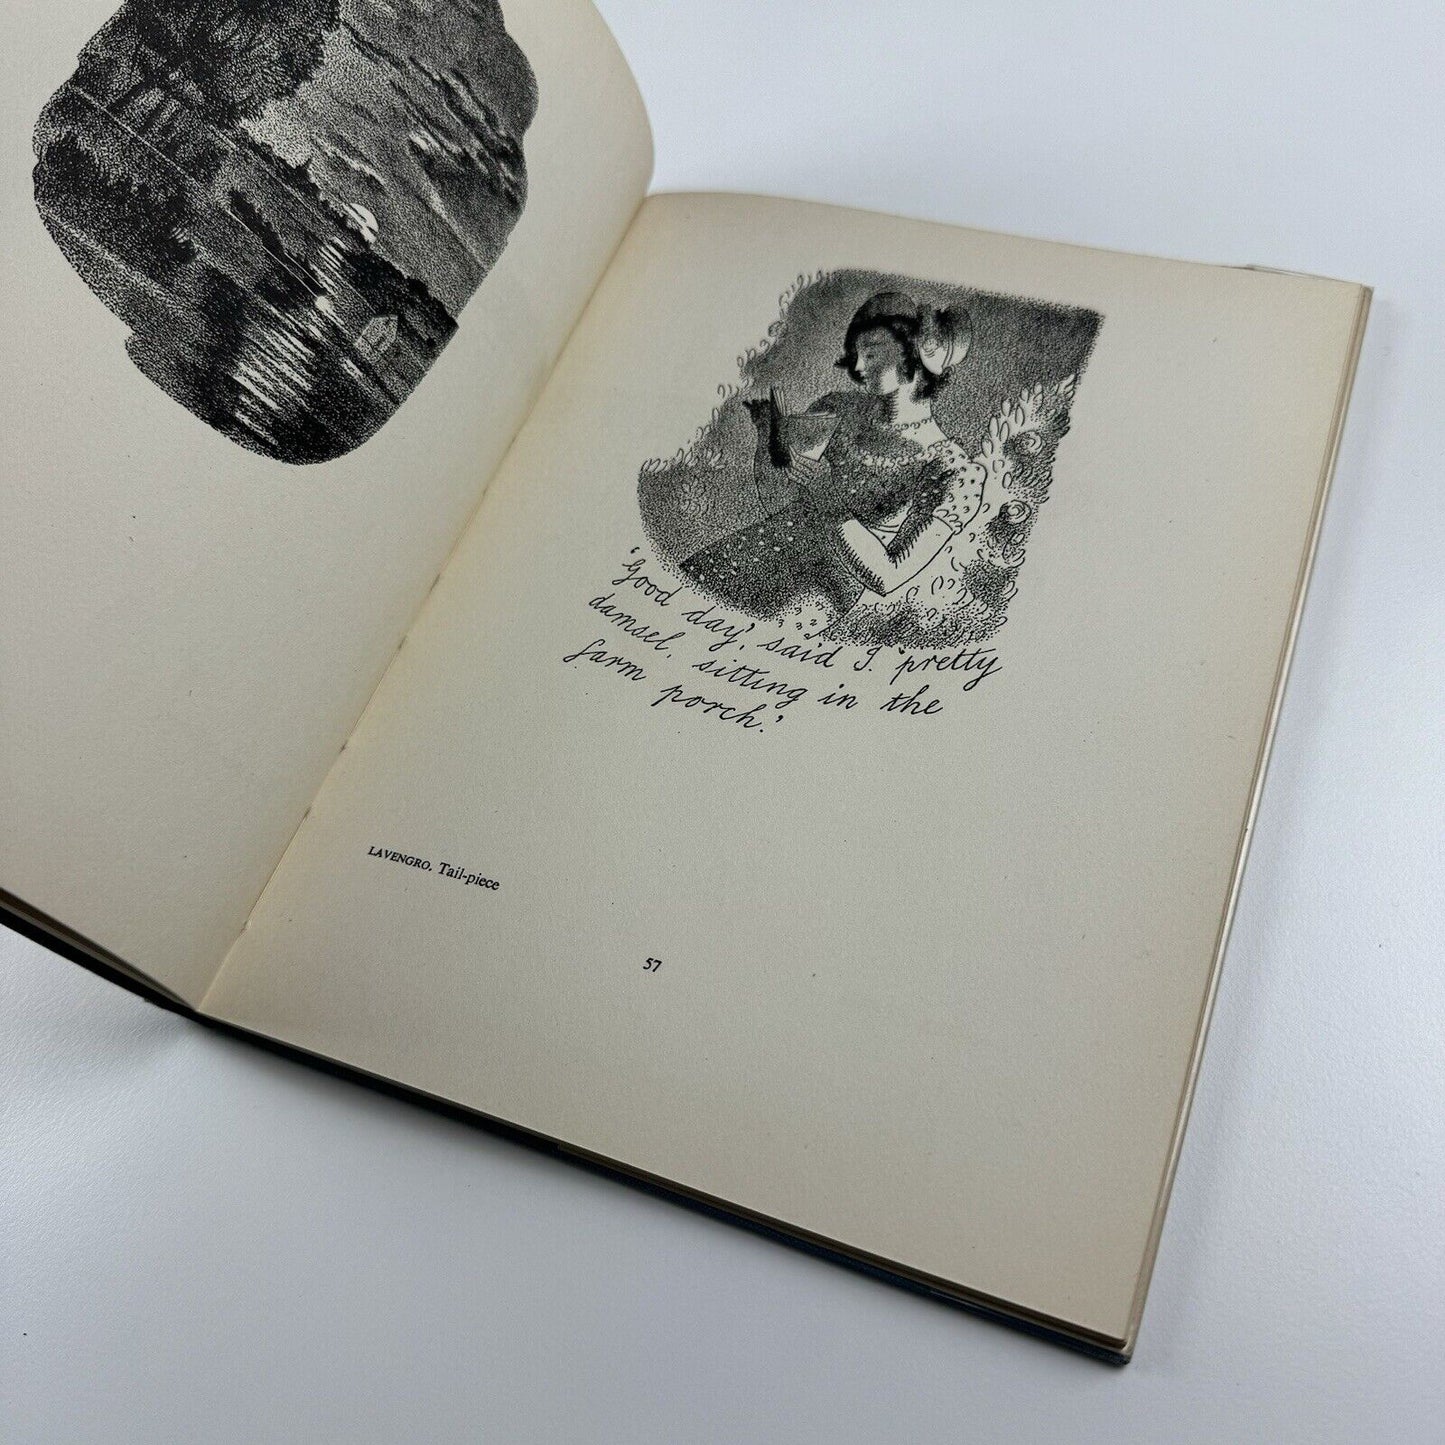 'Good day', said I. 'pretty
damsel, sitting in the
farm porch.'
LAVENGRO. Tail-piece
57